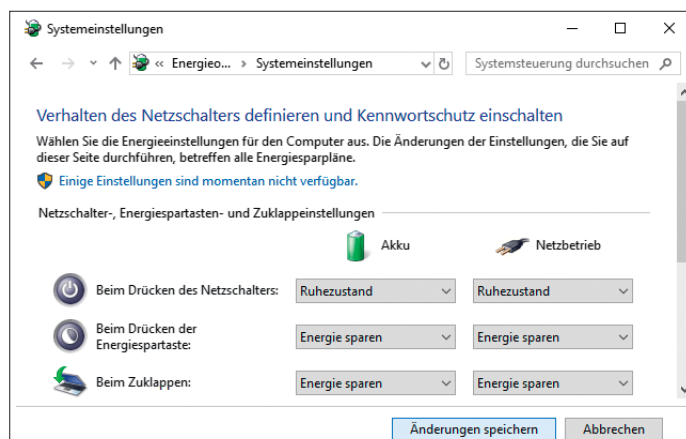 Systemeinstellungen
« Energieo... › Systemeinstellungen
Systemsteuerung durchsuchen
Verhalten des Netzschalters definieren und Kennwortschutz einschalten
Wählen Sie die Energieeinstellungen für den Computer aus. Die Änderungen der Einstellungen, die Sie auf
dieser Seite durchführen, betreffen alle Energiesparpläne.
Einige Einstellungen sind momentan nicht verfügbar.
Netzschalter-, Energiespartasten- und Zuklappeinstellungen
Akku Netzbetrieb
Beim Drücken des Netzschalters: Ruhezustand Ruhezustand
Beim Drücken der
Energiespartaste: Energie sparen Energie sparen
Beim Zuklappen: Energie sparen Energie sparen
Änderungen speichern Abbrechen